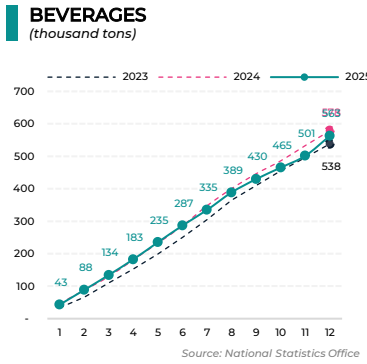 BEVERAGES
(thousand tons)
2023 2024 2025
700
600
500
400
300
200
100
-
43 88 134 183 235 287 335 389 430 465 501 563
538
1 2 3 4 5 6 7 8 9 10 11 12
Source: National Statistics Office